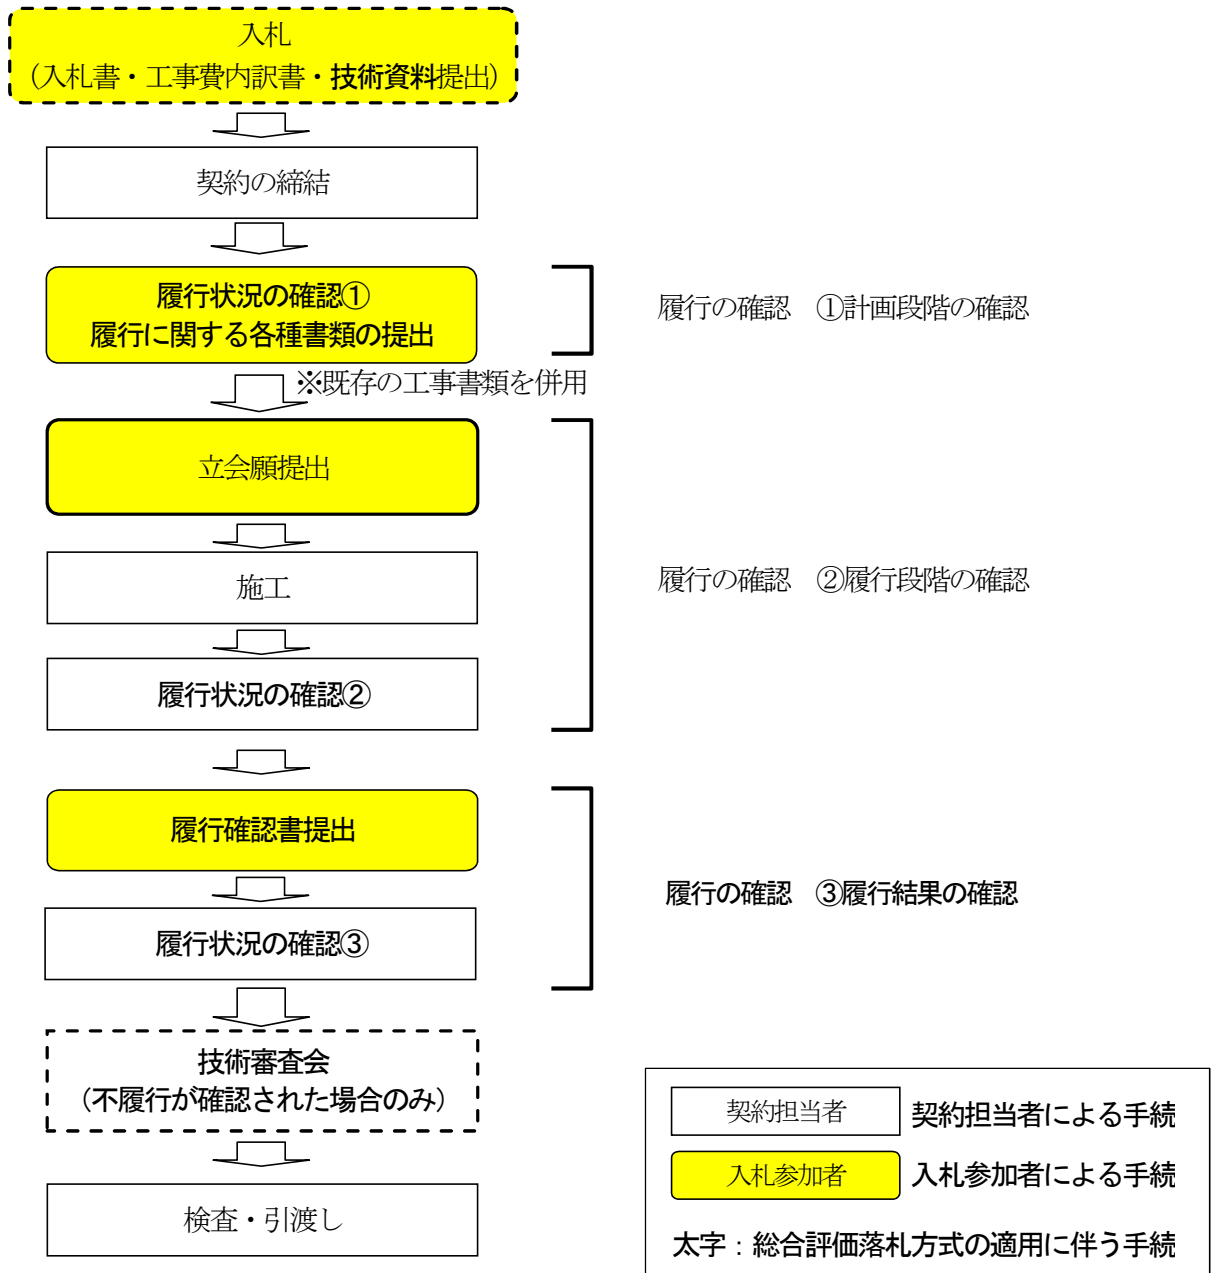 入札
(入札書・工事費内訳書・技術資料提出)
契約の締結
履行状況の確認①
履行に関する各種書類の提出
履行の確認　①計画段階の確認
※既存の工事書類を併用
立会願提出
施工
履行の確認　②履行段階の確認
履行状況の確認②
履行確認書提出
履行の確認　③履行結果の確認
履行状況の確認③
技術審査会
（不履行が確認された場合のみ）
検査・引渡し
契約担当者　契約担当者による手続
入札参加者　入札参加者による手続
太字：総合評価落札方式の適用に伴う手続